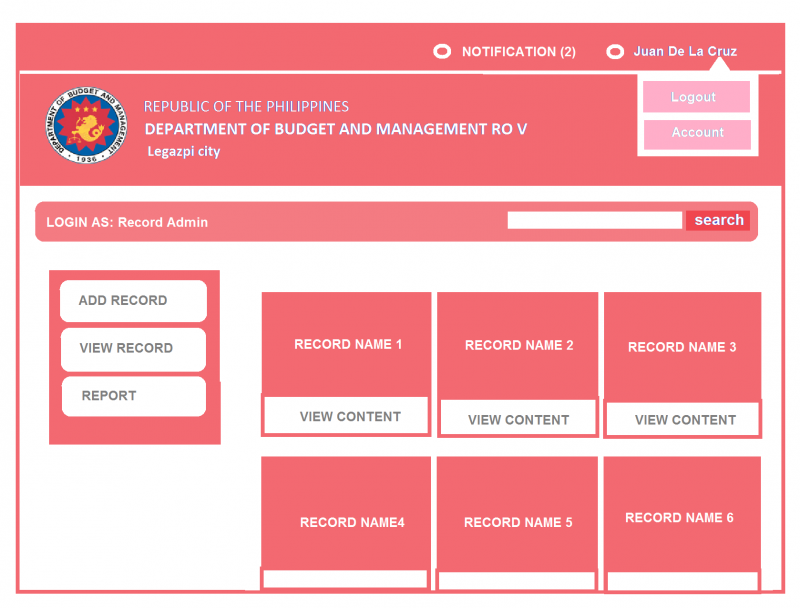 NOTIFICATION (2)
Juan De La Cruz
Logout
Account
DEPARTMENT OF BUDGET AND MANAGEMENT
1936
REPUBLIC OF THE PHILIPPINES
DEPARTMENT OF BUDGET AND MANAGEMENT RO V
Legazpi city
LOGIN AS: Record Admin
search
ADD RECORD
VIEW RECORD
REPORT
RECORD NAME 1
RECORD NAME 2
RECORD NAME 3
VIEW CONTENT
VIEW CONTENT
VIEW CONTENT
RECORD NAME4
RECORD NAME 5
RECORD NAME 6